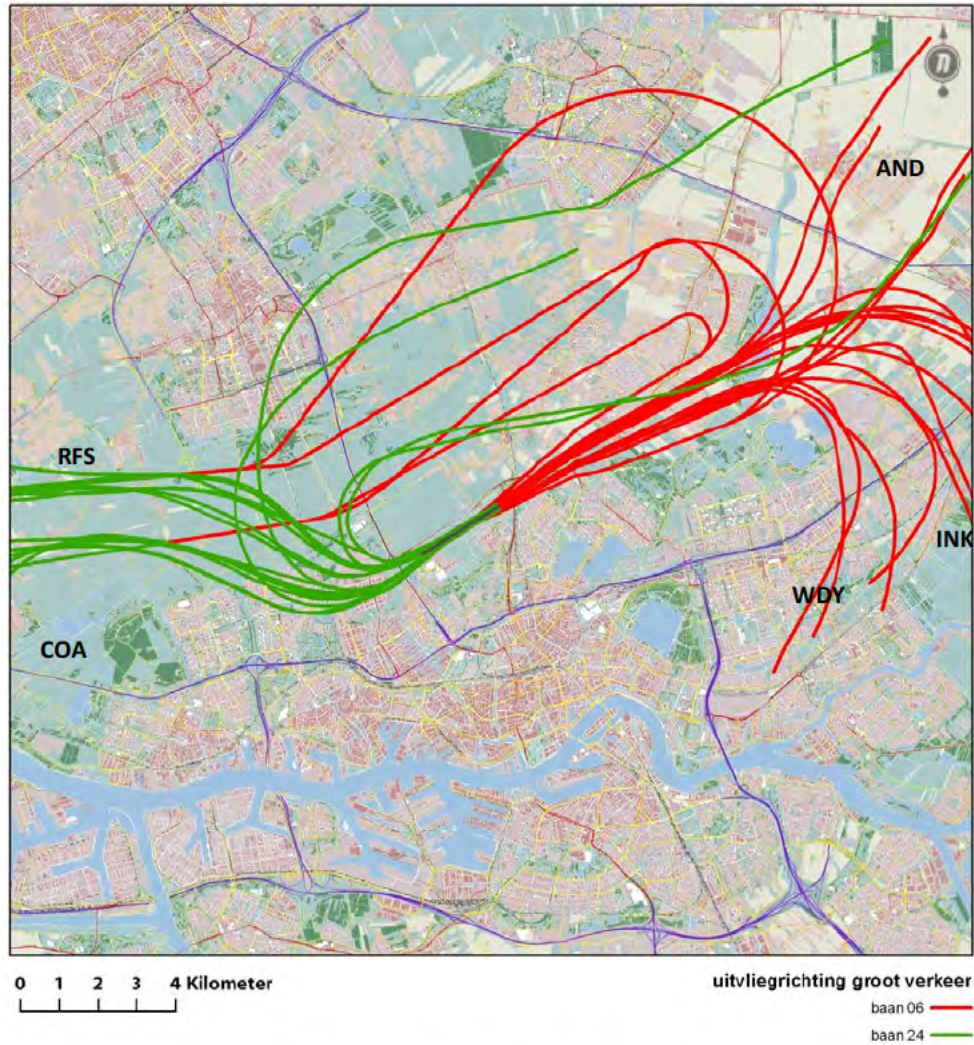 n
AND
RFS
INK
WDY
COA
0 1 2 3 4 Kilometer
uitvliegrichting groot verkeer
baan 06
baan 24